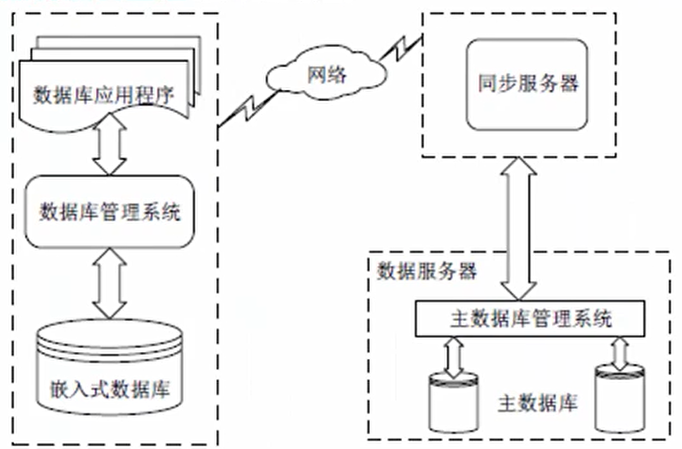 数据库应用程序
数据库管理系统
嵌入式数据库
网络
同步服务器
数据服务器
主数据库管理系统
主数据库